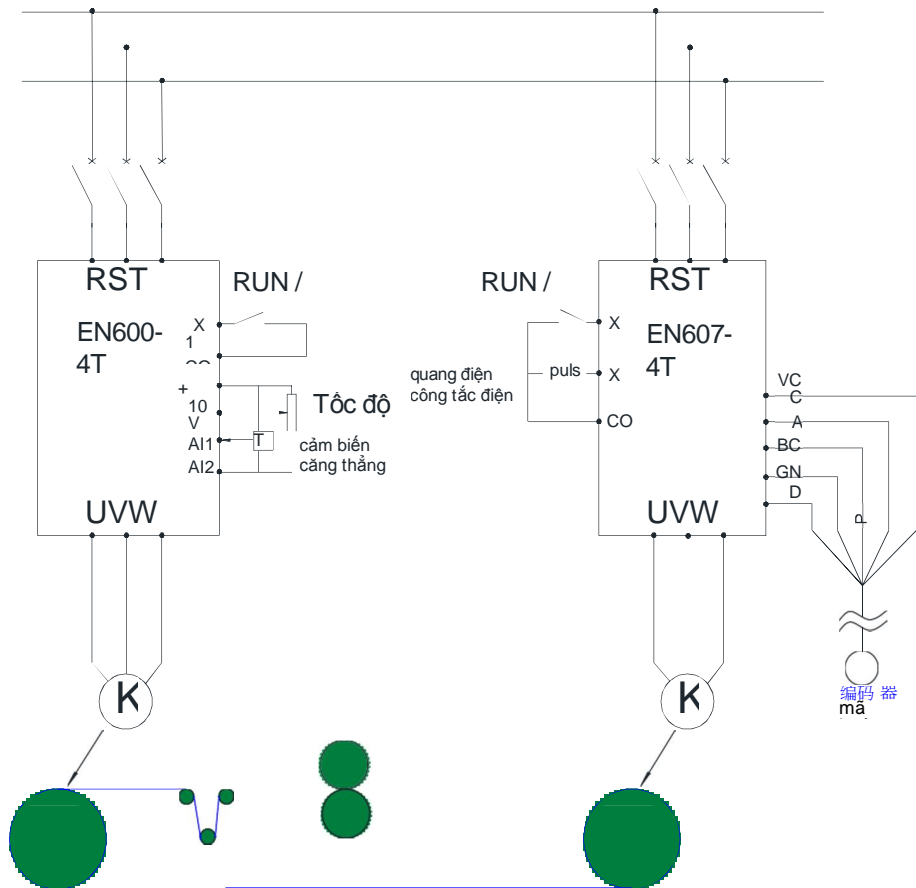 RST
EN600-
4T
RUN /
X
1
+
10
V
AI1
AI2
T
Tôc độ
cảm biến
căng thẳng
UVW
K
RUN /
RST
EN607-
4T
X
puls
X
quang điện
công tắc điện
CO
VC
C
A
BC
GN
D
P
UVW
K
编码 器
mã